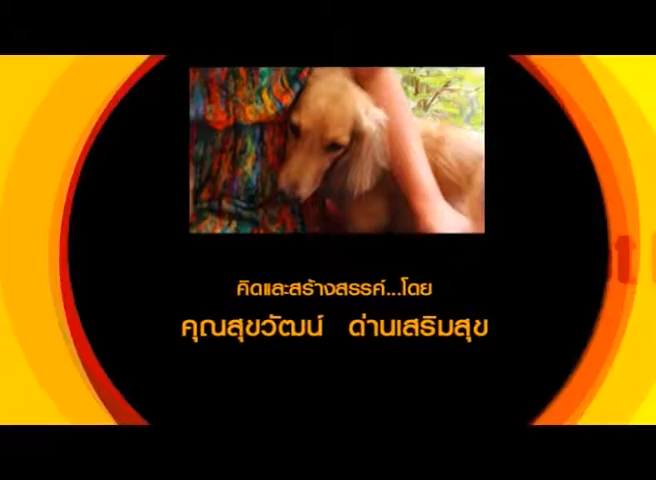 คิดและสร้างสรรค์...โดย
คุณสุขวัฒน์ ด่านเสริมสุข